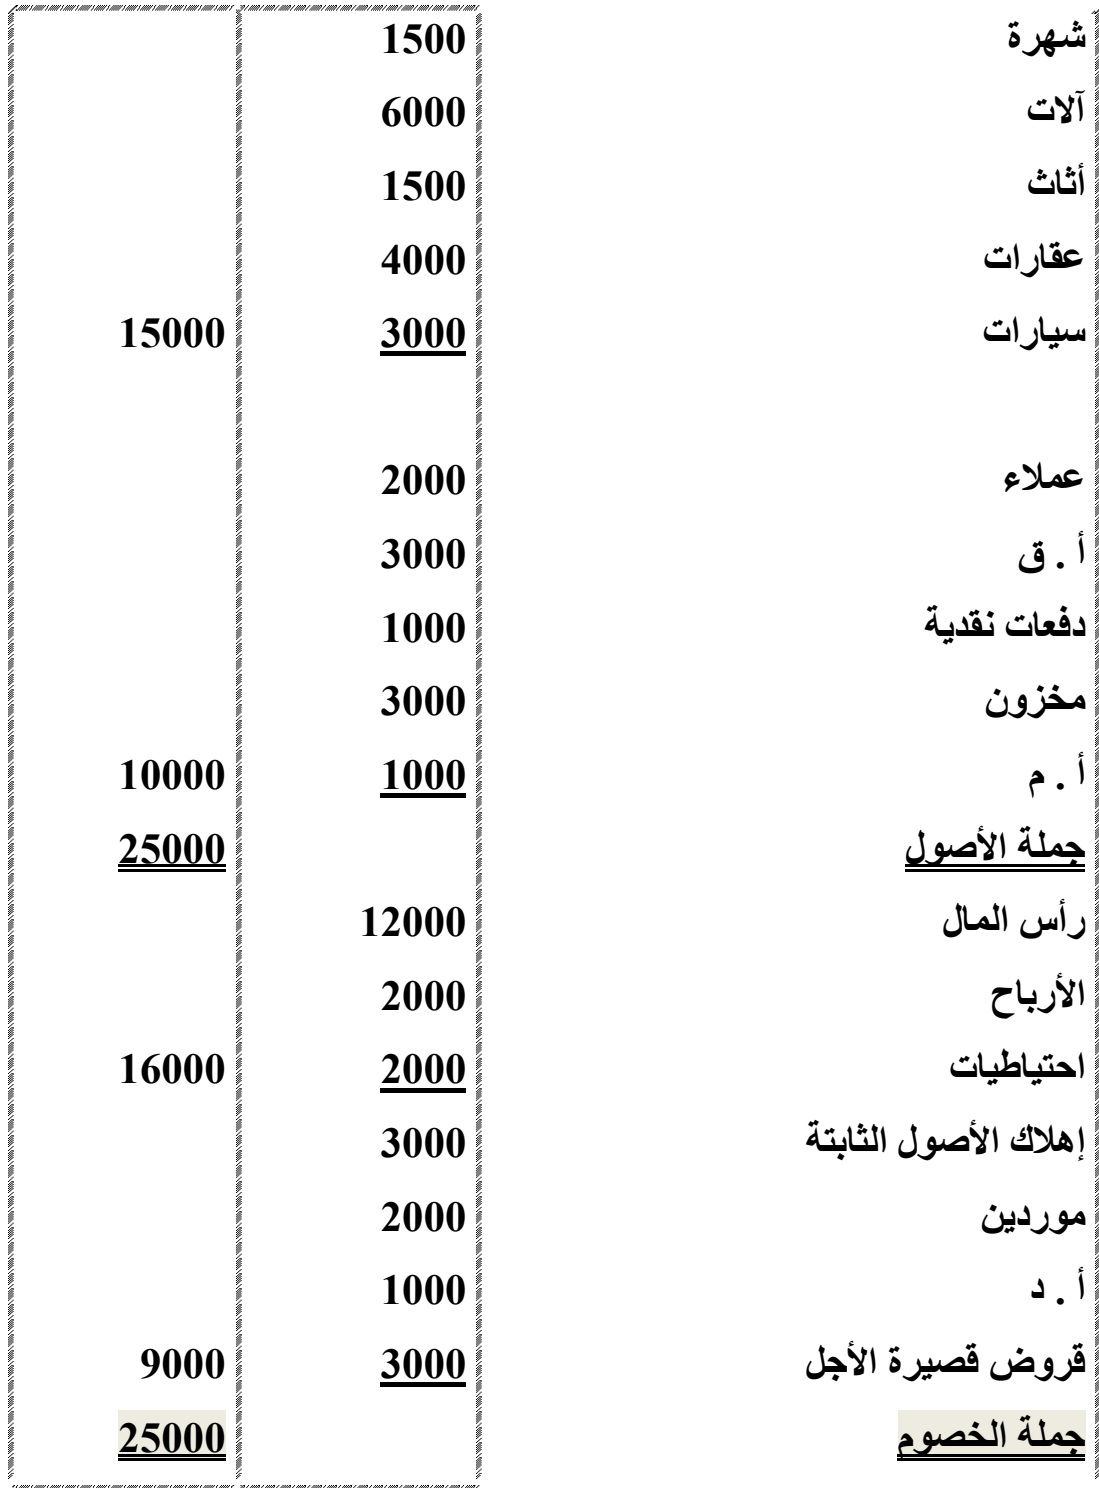 شهرة 1500
آلات 6000
أثاث 1500
عقارات 4000
سيارات 3000 15000
عملاء 2000
أ . ق 3000
دفعات نقدية 1000
مخزون 3000
أ . م 1000 10000
جملة الأصول 25000
رأس المال 12000
الأرباح 2000
احتياطيات 2000 16000
إهلاك الأصول الثابتة 3000
موردين 2000
أ . د 1000
قروض قصيرة الأجل 3000 9000
جملة الخصوم 25000